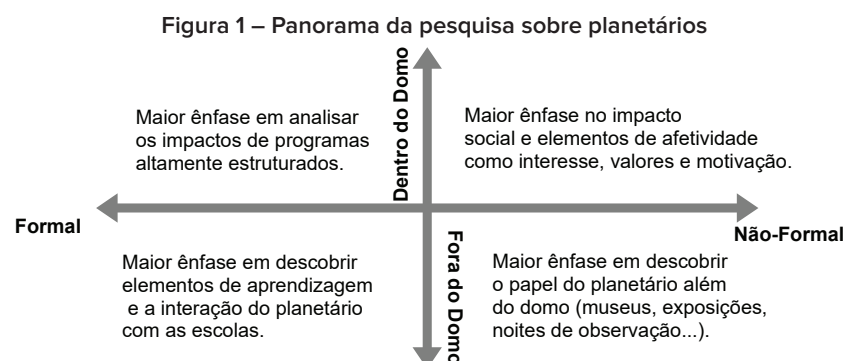 Figura 1 – Panorama da pesquisa sobre planetários
Dentro do Domo
Maior ênfase em analisar
os impactos de programas
altamente estruturados.
Maior ênfase no impacto
social e elementos de afetividade
como interesse, valores e motivação.
Formal
Não-Formal
Fora do Domo
Maior ênfase em descobrir
elementos de aprendizagem
e a interação do planetário
com as escolas.
Maior ênfase em descobrir
o papel do planetário além
do domo (museus, exposições,
noites de observação...).